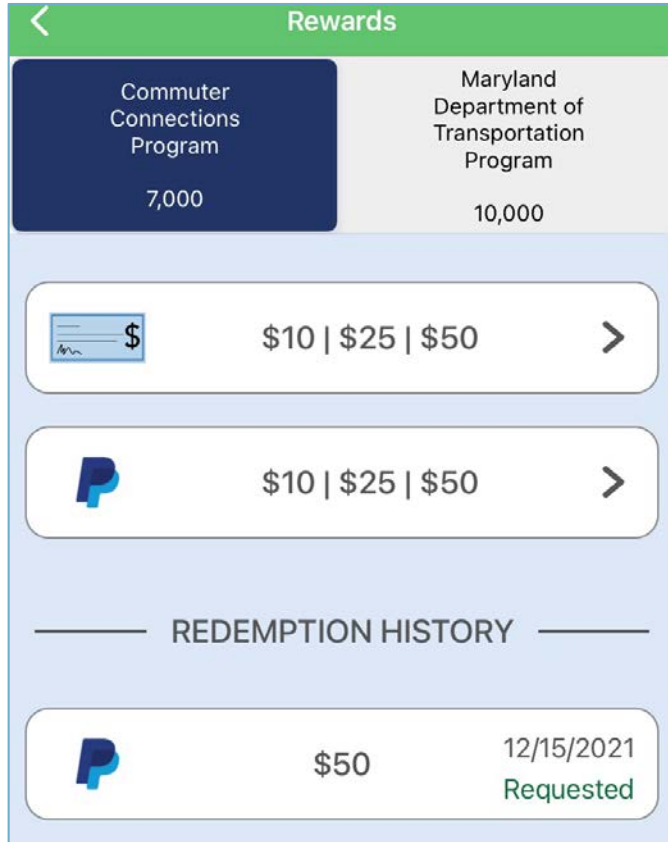 Rewards
Commuter
Connections
Program
7,000
Maryland
Department of
Transportation
Program
10,000
$
$10 | $25 | $50
$10 | $25 | $50
REDEMPTION HISTORY
$50
12/15/2021
Requested